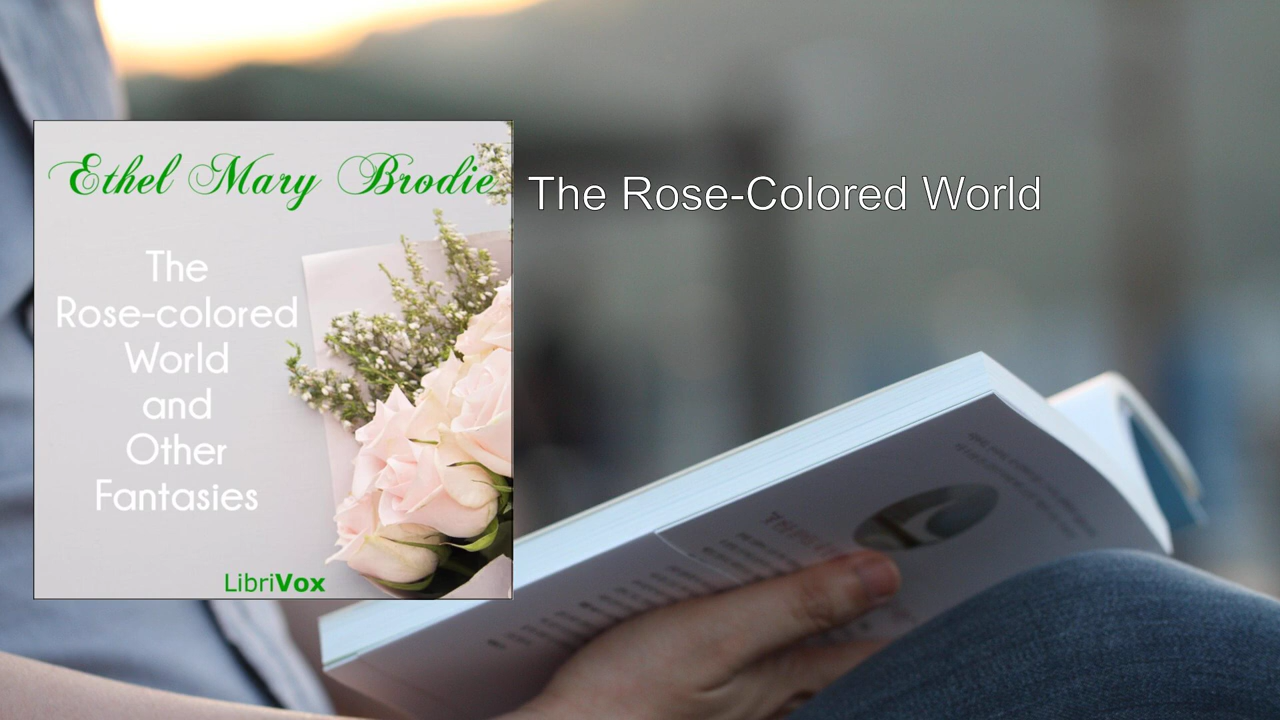 Ethel Mary Brodie
The
Rose-colored
World
and
Other
Fantasies
LibriVox
The Rose-Colored World